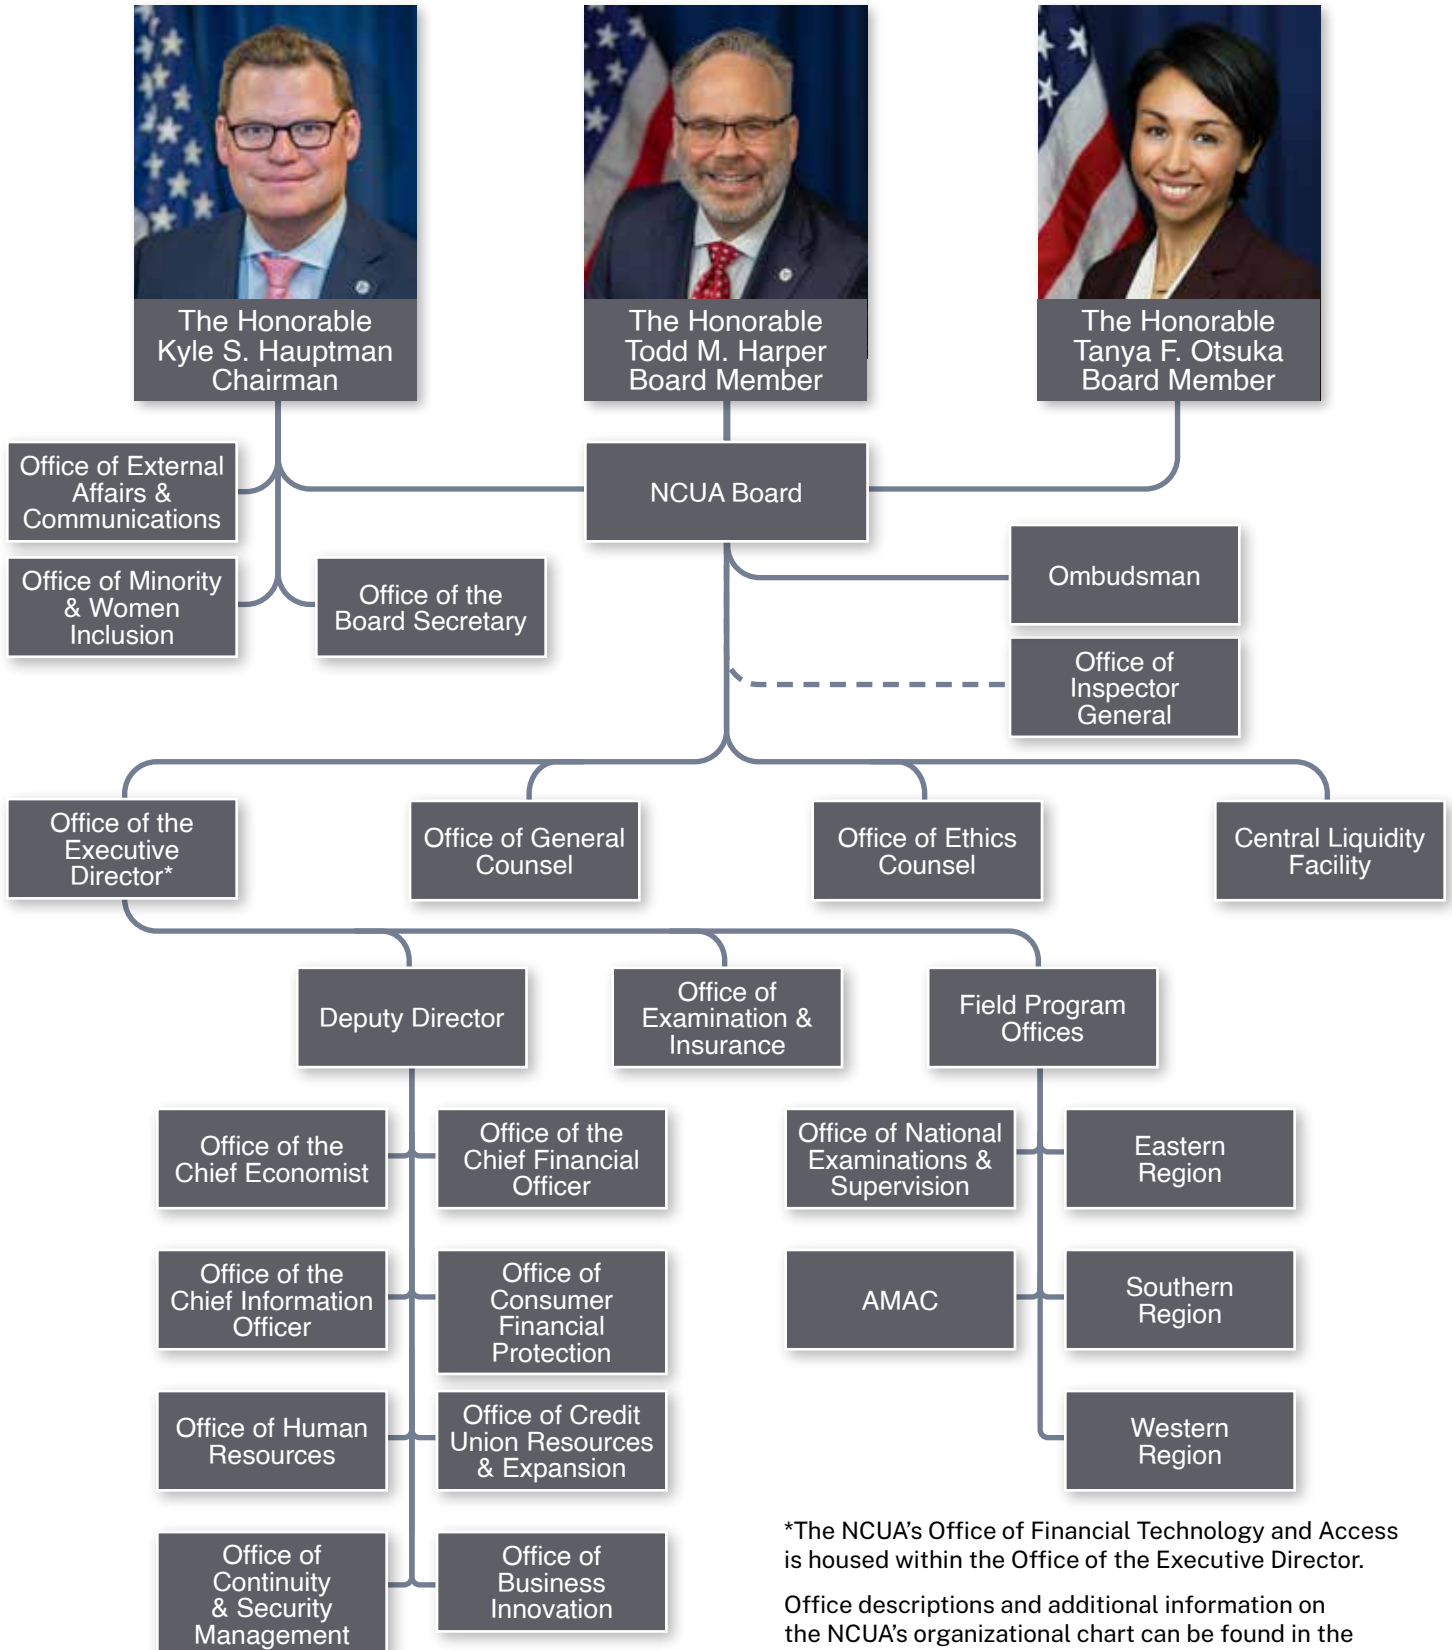 The Honorable
Kyle S. Hauptman
Chairman
The Honorable
Todd M. Harper
Board Member
The Honorable
Tanya F. Otsuka
Board Member
Office of External
Affairs &
Communications
NCUA Board
Office of Minority
& Women
Inclusion
Office of the
Board Secretary
Ombudsman
Office of
Inspector
General
Office of the
Executive
Director*
Office of General
Counsel
Office of Ethics
Counsel
Central Liquidity
Facility
Deputy Director
Office of
Examination &
Insurance
Field Program
Offices
Office of the
Chief Economist
Office of the
Chief Financial
Officer
Office of National
Examinations &
Supervision
Eastern
Region
Office of the
Chief Information
Officer
Office of
Consumer
Financial
Protection
AMAC
Southern
Region
Office of Human
Resources
Office of Credit
Union Resources
& Expansion
Western
Region
Office of
Continuity
& Security
Management
Office of
Business
Innovation
*The NCUA's Office of Financial Technology and Access
is housed within the Office of the Executive Director.
Office descriptions and additional information on
the NCUA's organizational chart can be found in the